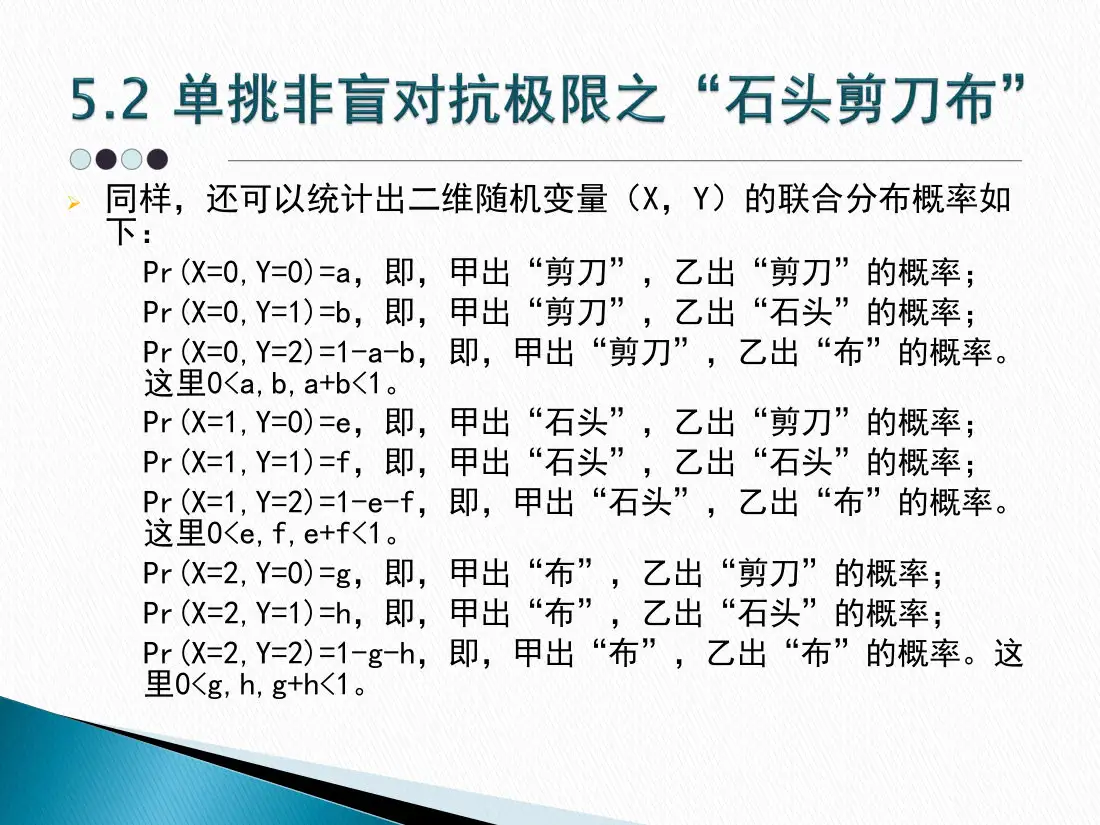 5.2 单挑非盲对抗极限之“石头剪刀布”
同样，还可以统计出二维随机变量（X，Y）的联合分布概率如
下：
Pr(X=0,Y=0)=a，即，甲出“剪刀”，乙出“剪刀”的概率；
Pr(X=0,Y=1)=b，即，甲出“剪刀”，乙出“石头”的概率；
Pr(X=0,Y=2)=1-a-b，即，甲出“剪刀”，乙出“布”的概率。
这里0<a,b,a+b<1。
Pr(X=1,Y=0)=e，即，甲出“石头”，乙出“剪刀”的概率；
Pr(X=1,Y=1)=f，即，甲出“石头”，乙出“石头”的概率；
Pr(X=1,Y=2)=1-e-f，即，甲出“石头”，乙出“布”的概率。
这里0<e,f,e+f<1。
Pr(X=2,Y=0)=g，即，甲出“布”，乙出“剪刀”的概率；
Pr(X=2,Y=1)=h，即，甲出“布”，乙出“石头”的概率；
Pr(X=2,Y=2)=1-g-h，即，甲出“布”，乙出“布”的概率。这
里0<g,h,g+h<1。